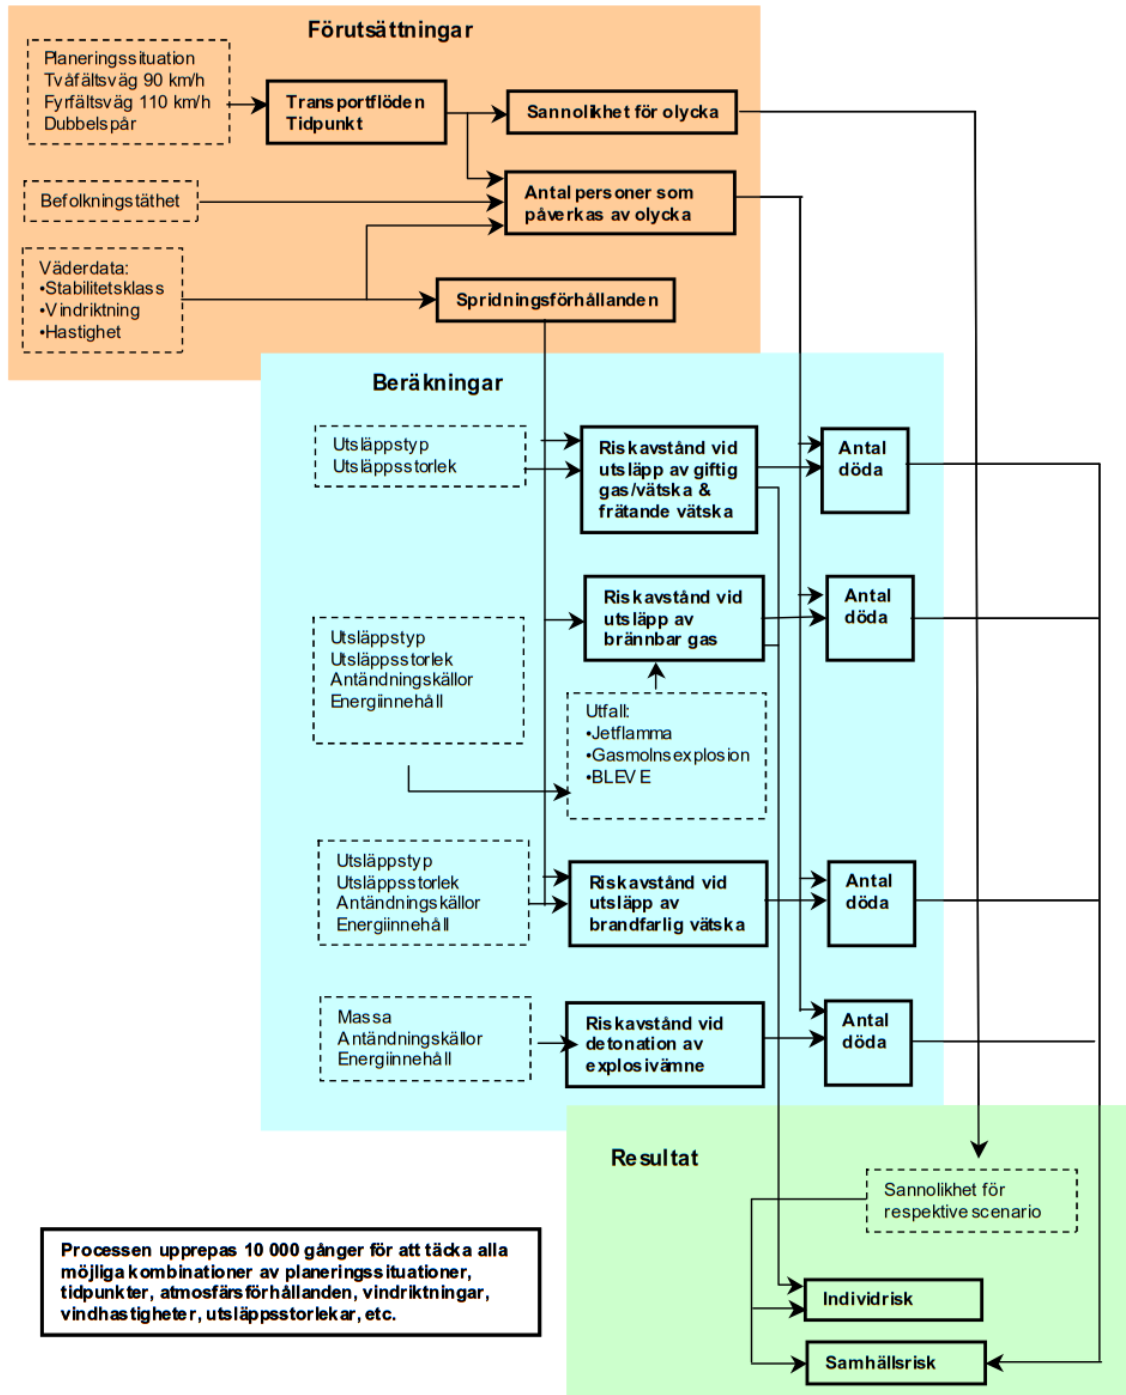 Förutsättningar
Planeringssituation
Tvåfältsväg 90 km/h
Fyrfältsväg 110 km/h
Dubbelspår
Transportflöden
Tidpunkt
Sannolikhet för olycka
Befolkningstäthet
Antal personer som
påverkas av olycka
Väderdata:
•Stabilitetsklass
•Vindriktning
•Hastighet
Spridningsförhållanden
Beräkningar
Utsläppstyp
Utsläppsstorlek
Riskavstånd vid
utsläpp av giftig
gas/vätska &
frätande vätska
Antal
döda
Utsläppstyp
Utsläppsstorlek
Antändningskällor
Energiinnehåll
Riskavstånd vid
utsläpp av
brännbar gas
Antal
döda
Utfall:
•Jetflamma
•Gasmolnsexplosion
•BLEVE
Utsläppstyp
Utsläppsstorlek
Antändningskällor
Energiinnehåll
Riskavstånd vid
utsläpp av
brandfarlig vätska
Antal
döda
Massa
Antändningskällor
Energiinnehåll
Riskavstånd vid
detonation av
explosivämne
Antal
döda
Resultat
Sannolikhet för
respektive scenario
Processen upprepas 10 000 gånger för att täcka alla
möjliga kombinationer av planeringssituationer,
tidpunkter, atmosfärsförhållanden, vindriktningar,
vindhastigheter, utsläppsstorlekar, etc.
Individrisk
Samhällsrisk